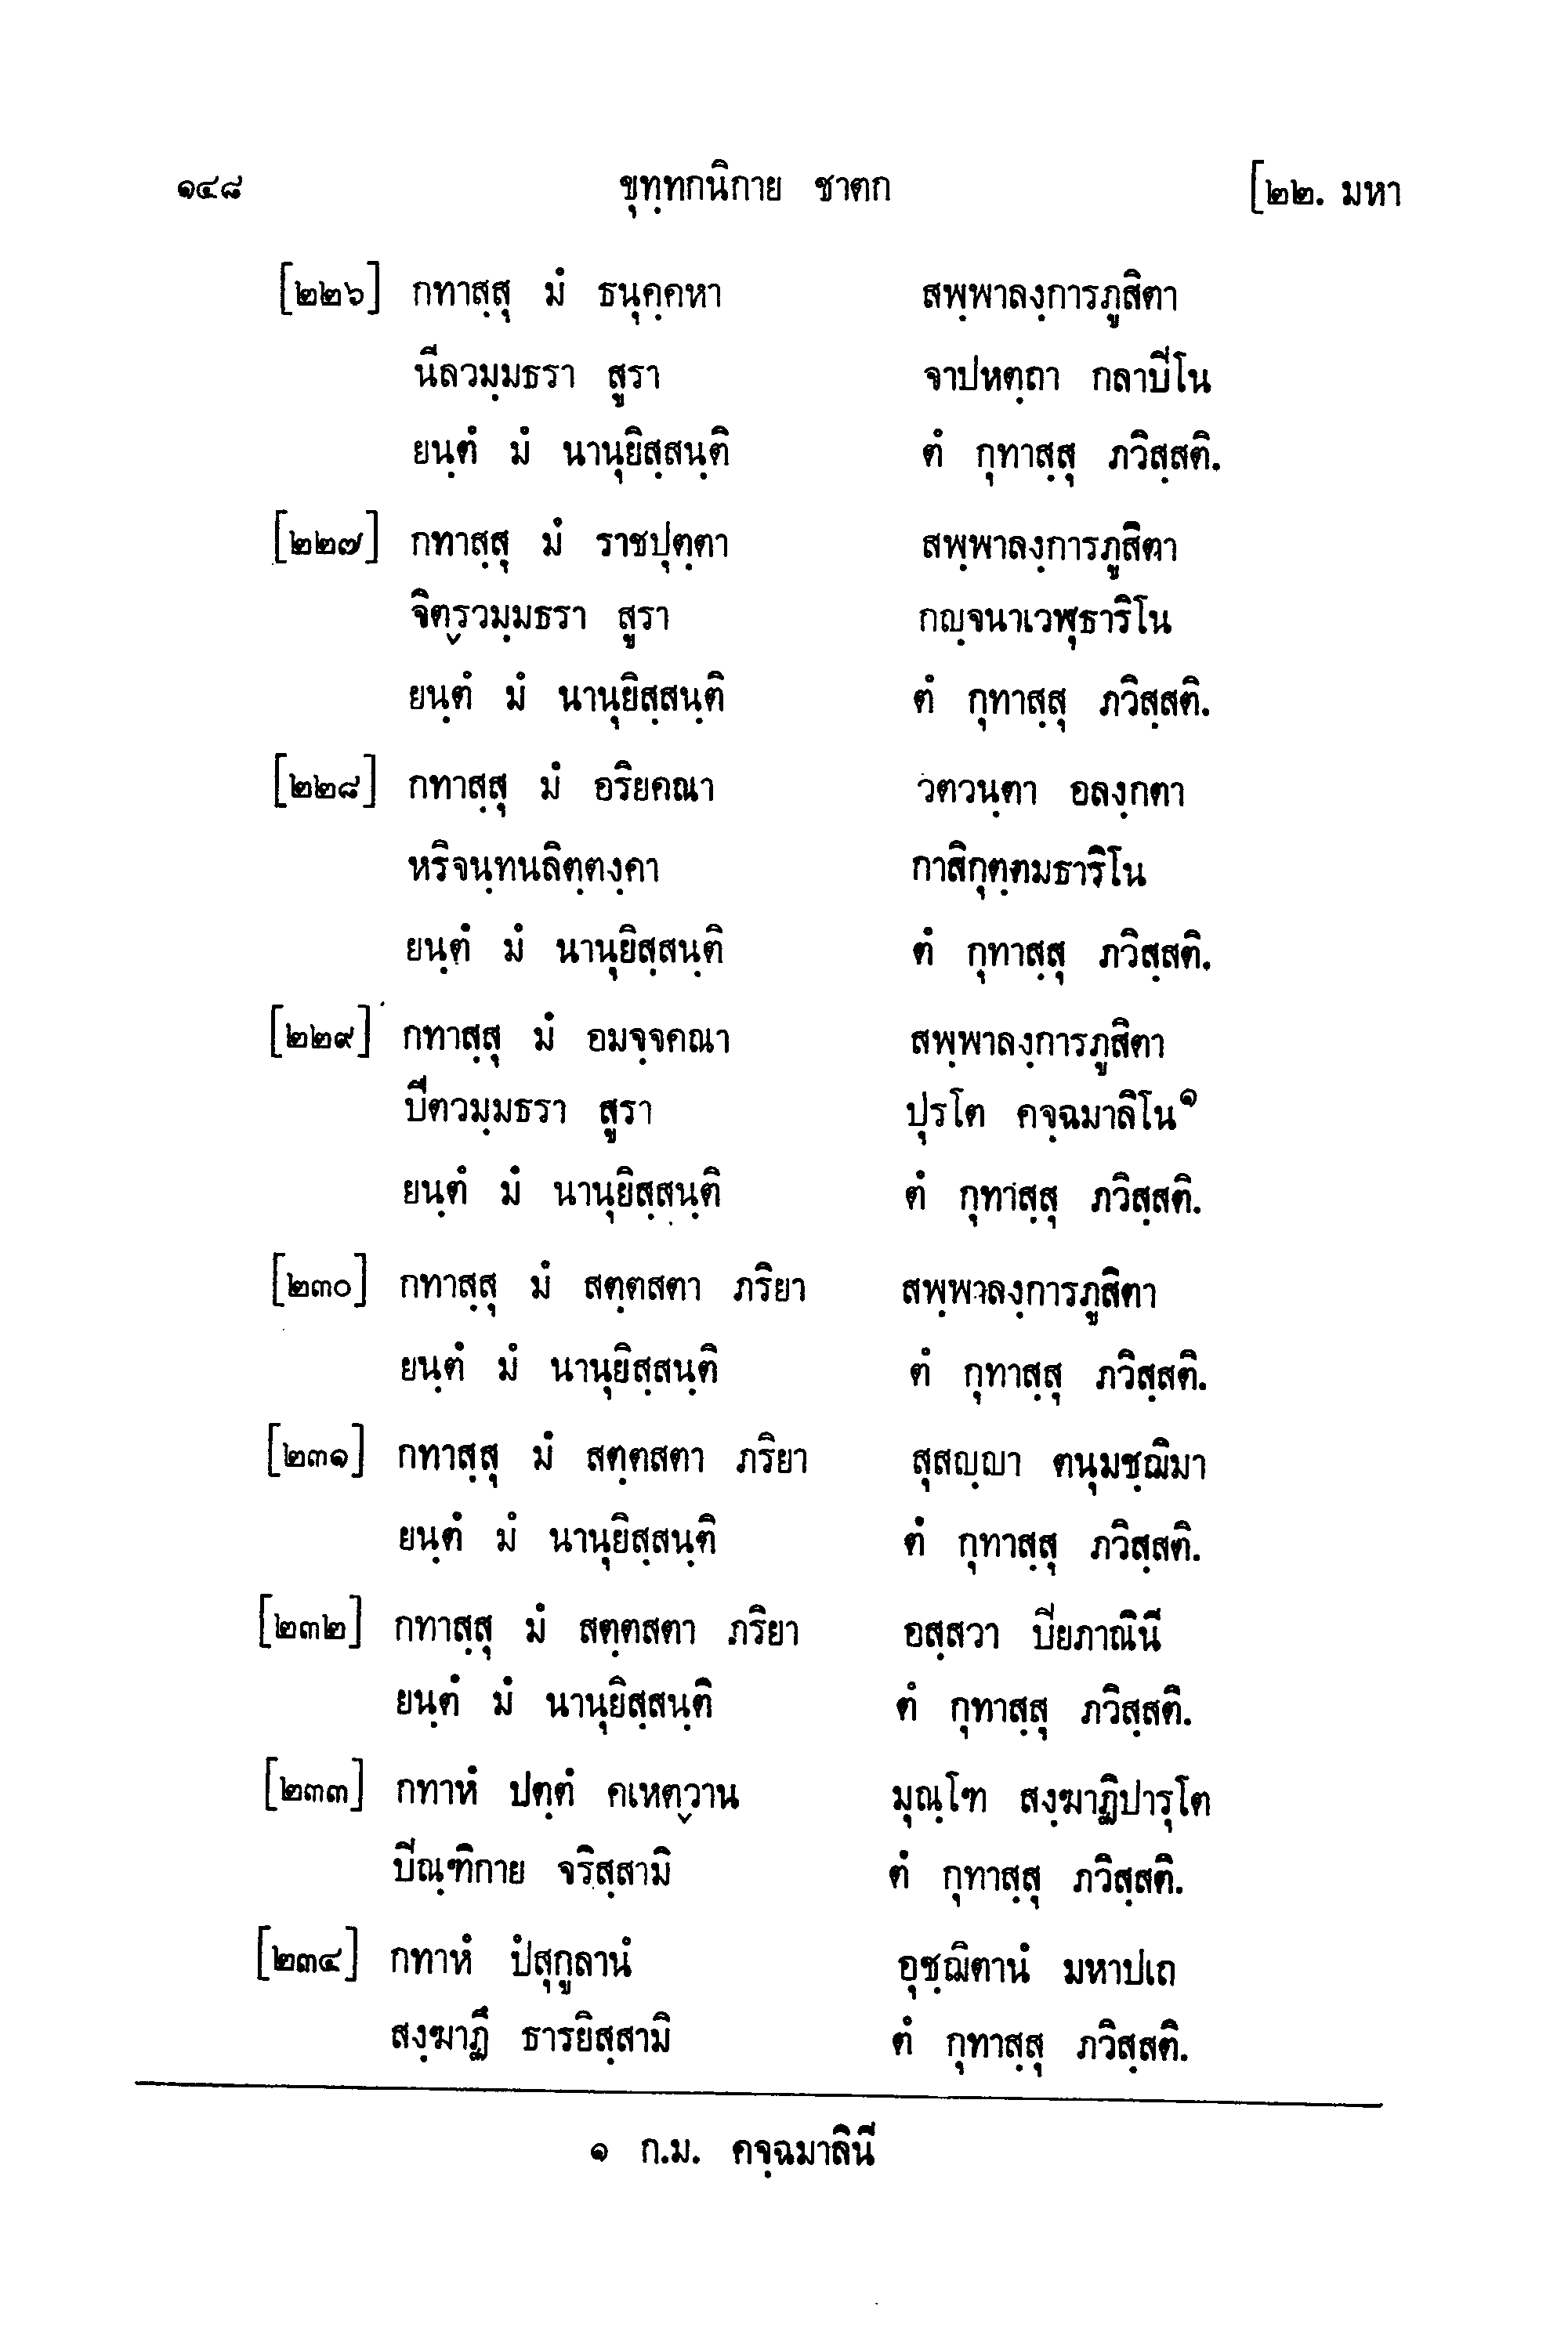 ๑๔๘ ขุทฺทกนิกาย ชาตก [๒๒. มหา
[๒๒๖] กทาสฺสุ มํ ธนุคฺคหา สพฺพาลงฺการภูสิตา
นีลวมฺมธรา สูรา จาปหตฺถา กลาปิโน
ยนฺตํ มํ นานุยิสฺสนฺติ ตํ กุทาสฺสุ ภวิสฺสติ.
[๒๒๗] กทาสฺสุ มํ ราชปุตฺตา สพฺพาลงฺการภูสิตา
จิตฺรวมฺมธรา สูรา กญฺจนาเวฬุธาริโน
ยนฺตํ มํ นานุยิสฺสนฺติ ตํ กุทาสฺสุ ภวิสฺสติ.
[๒๒๘] กทาสฺสุ มํ อริยคณา วตวนฺตา อลงฺกตา
หริจนฺทนลิตฺตงฺคา กาสิกุตฺตมธาริโน
ยนฺตํ มํ นานุยิสฺสนฺติ ตํ กุทาสฺสุ ภวิสฺสติ.
[๒๒๙] กทาสฺสุ มํ อมจฺจคณา สพฺพาลงฺการภูสิตา
ปีตวมฺมธรา สูรา ปุรโต คจฺฉมาลิโน๑
ยนฺตํ มํ นานุยิสฺสนฺติ ตํ กุทาสฺสุ ภวิสฺสติ.
[๒๓๐] กทาสฺสุ มํ สตฺตสตา ภริยา สพฺพาลงฺการภูสิตา
ยนฺตํ มํ นานุยิสฺสนฺติ ตํ กุทาสฺสุ ภวิสฺสติ.
[๒๓๑] กทาสฺสุ มํ สตฺตสตา ภริยา สุสญฺญา ตนุมชฺฌิมา
ยนฺตํ มํ นานุยิสฺสนฺติ ตํ กุทาสฺสุ ภวิสฺสติ.
[๒๓๒] กทาสฺสุ มํ สตฺตสตา ภริยา อสฺสวา ปิยภาณินี
ยนฺตํ มํ นานุยิสฺสนฺติ ตํ กุทาสฺสุ ภวิสฺสติ.
[๒๓๓] กทาหํ ปตฺตํ คเหตฺวาน มุณฺโฑ สงฺฆาฏิปารุโต
ปิณฺฑิกาย จริสฺสามิ ตํ กุทาสฺสุ ภวิสฺสติ.
[๒๓๔] กทาหํ ปํสุกูลานํ อุชฺฌิตานํ มหาปเถ
สงฺฆาฏึ ธารยิสฺสามิ ตํ กุทาสฺสุ ภวิสฺสติ.
๑ ก.ม. คจฺฉมาลินี